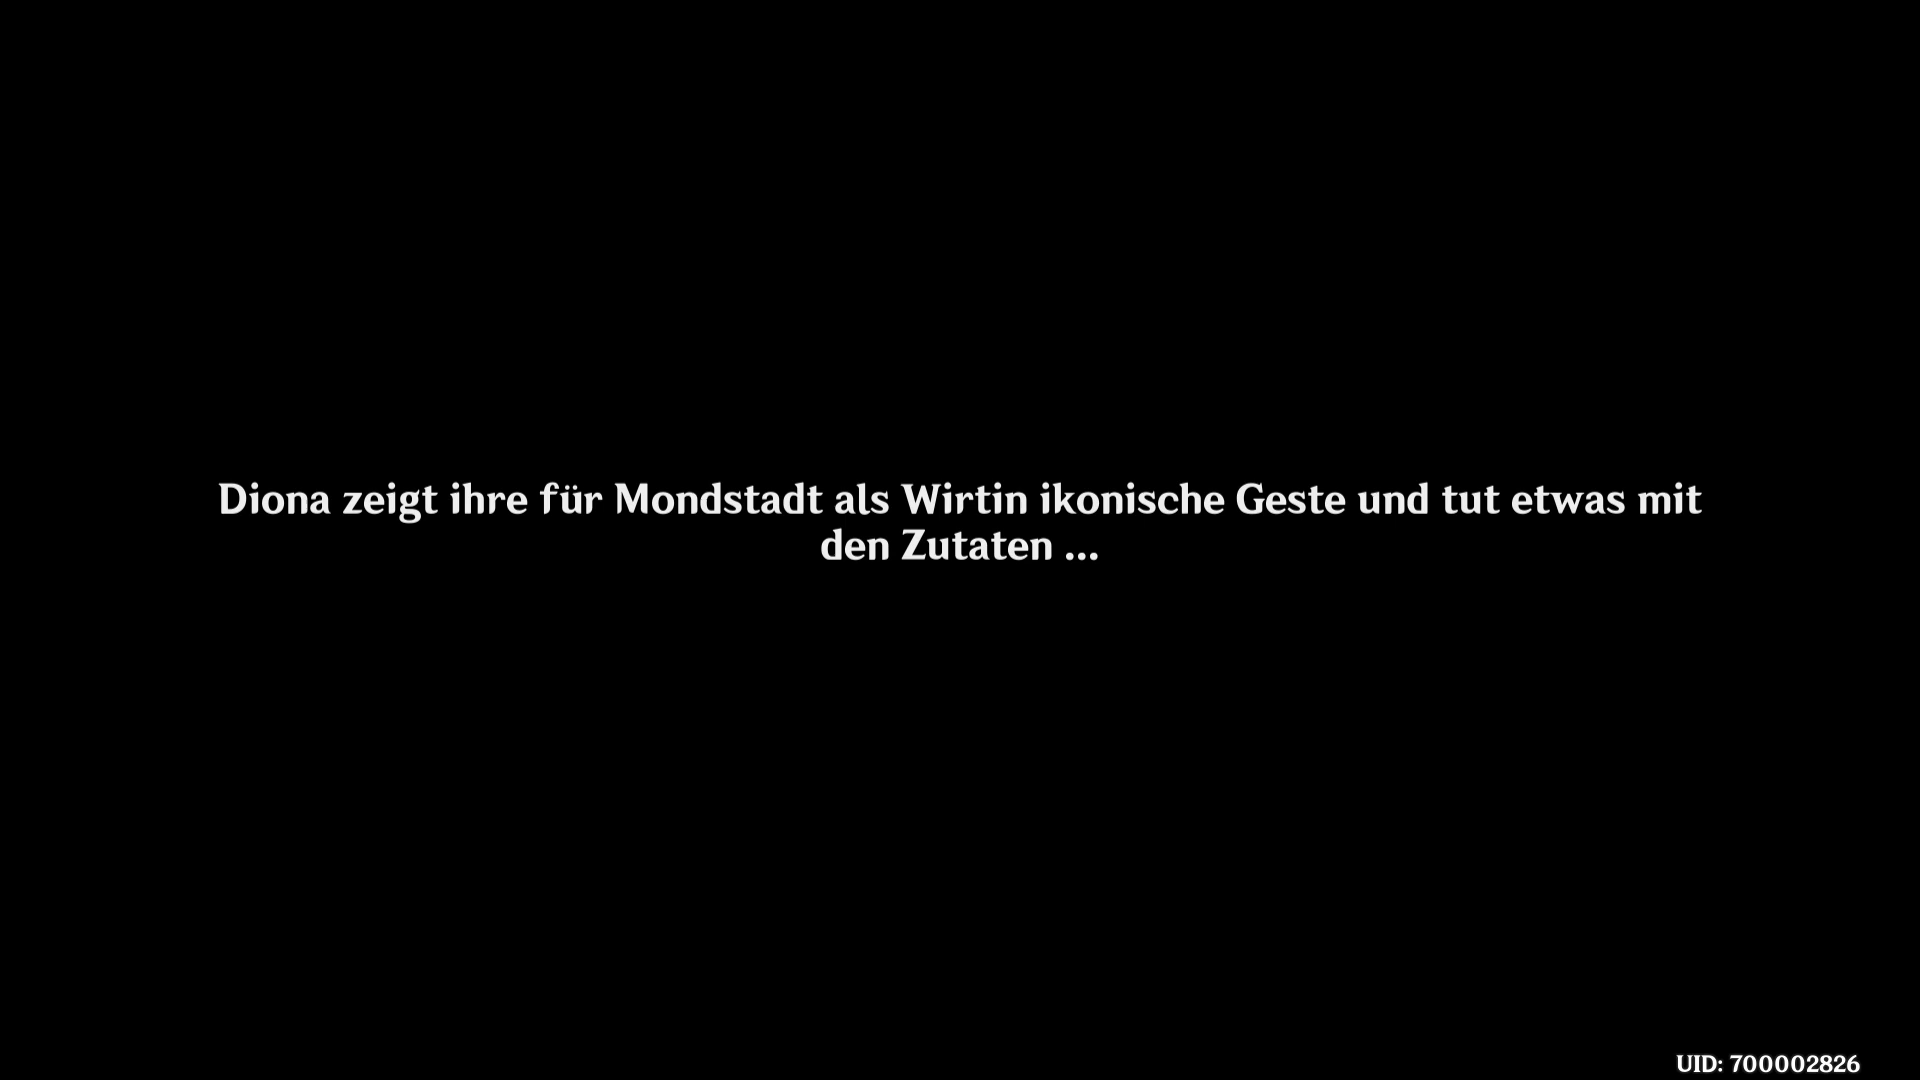 Diona zeigt ihre für Mondstadt als Wirtin ikonische Geste und tut etwas mit
den Zutaten ...
UID: 700002826